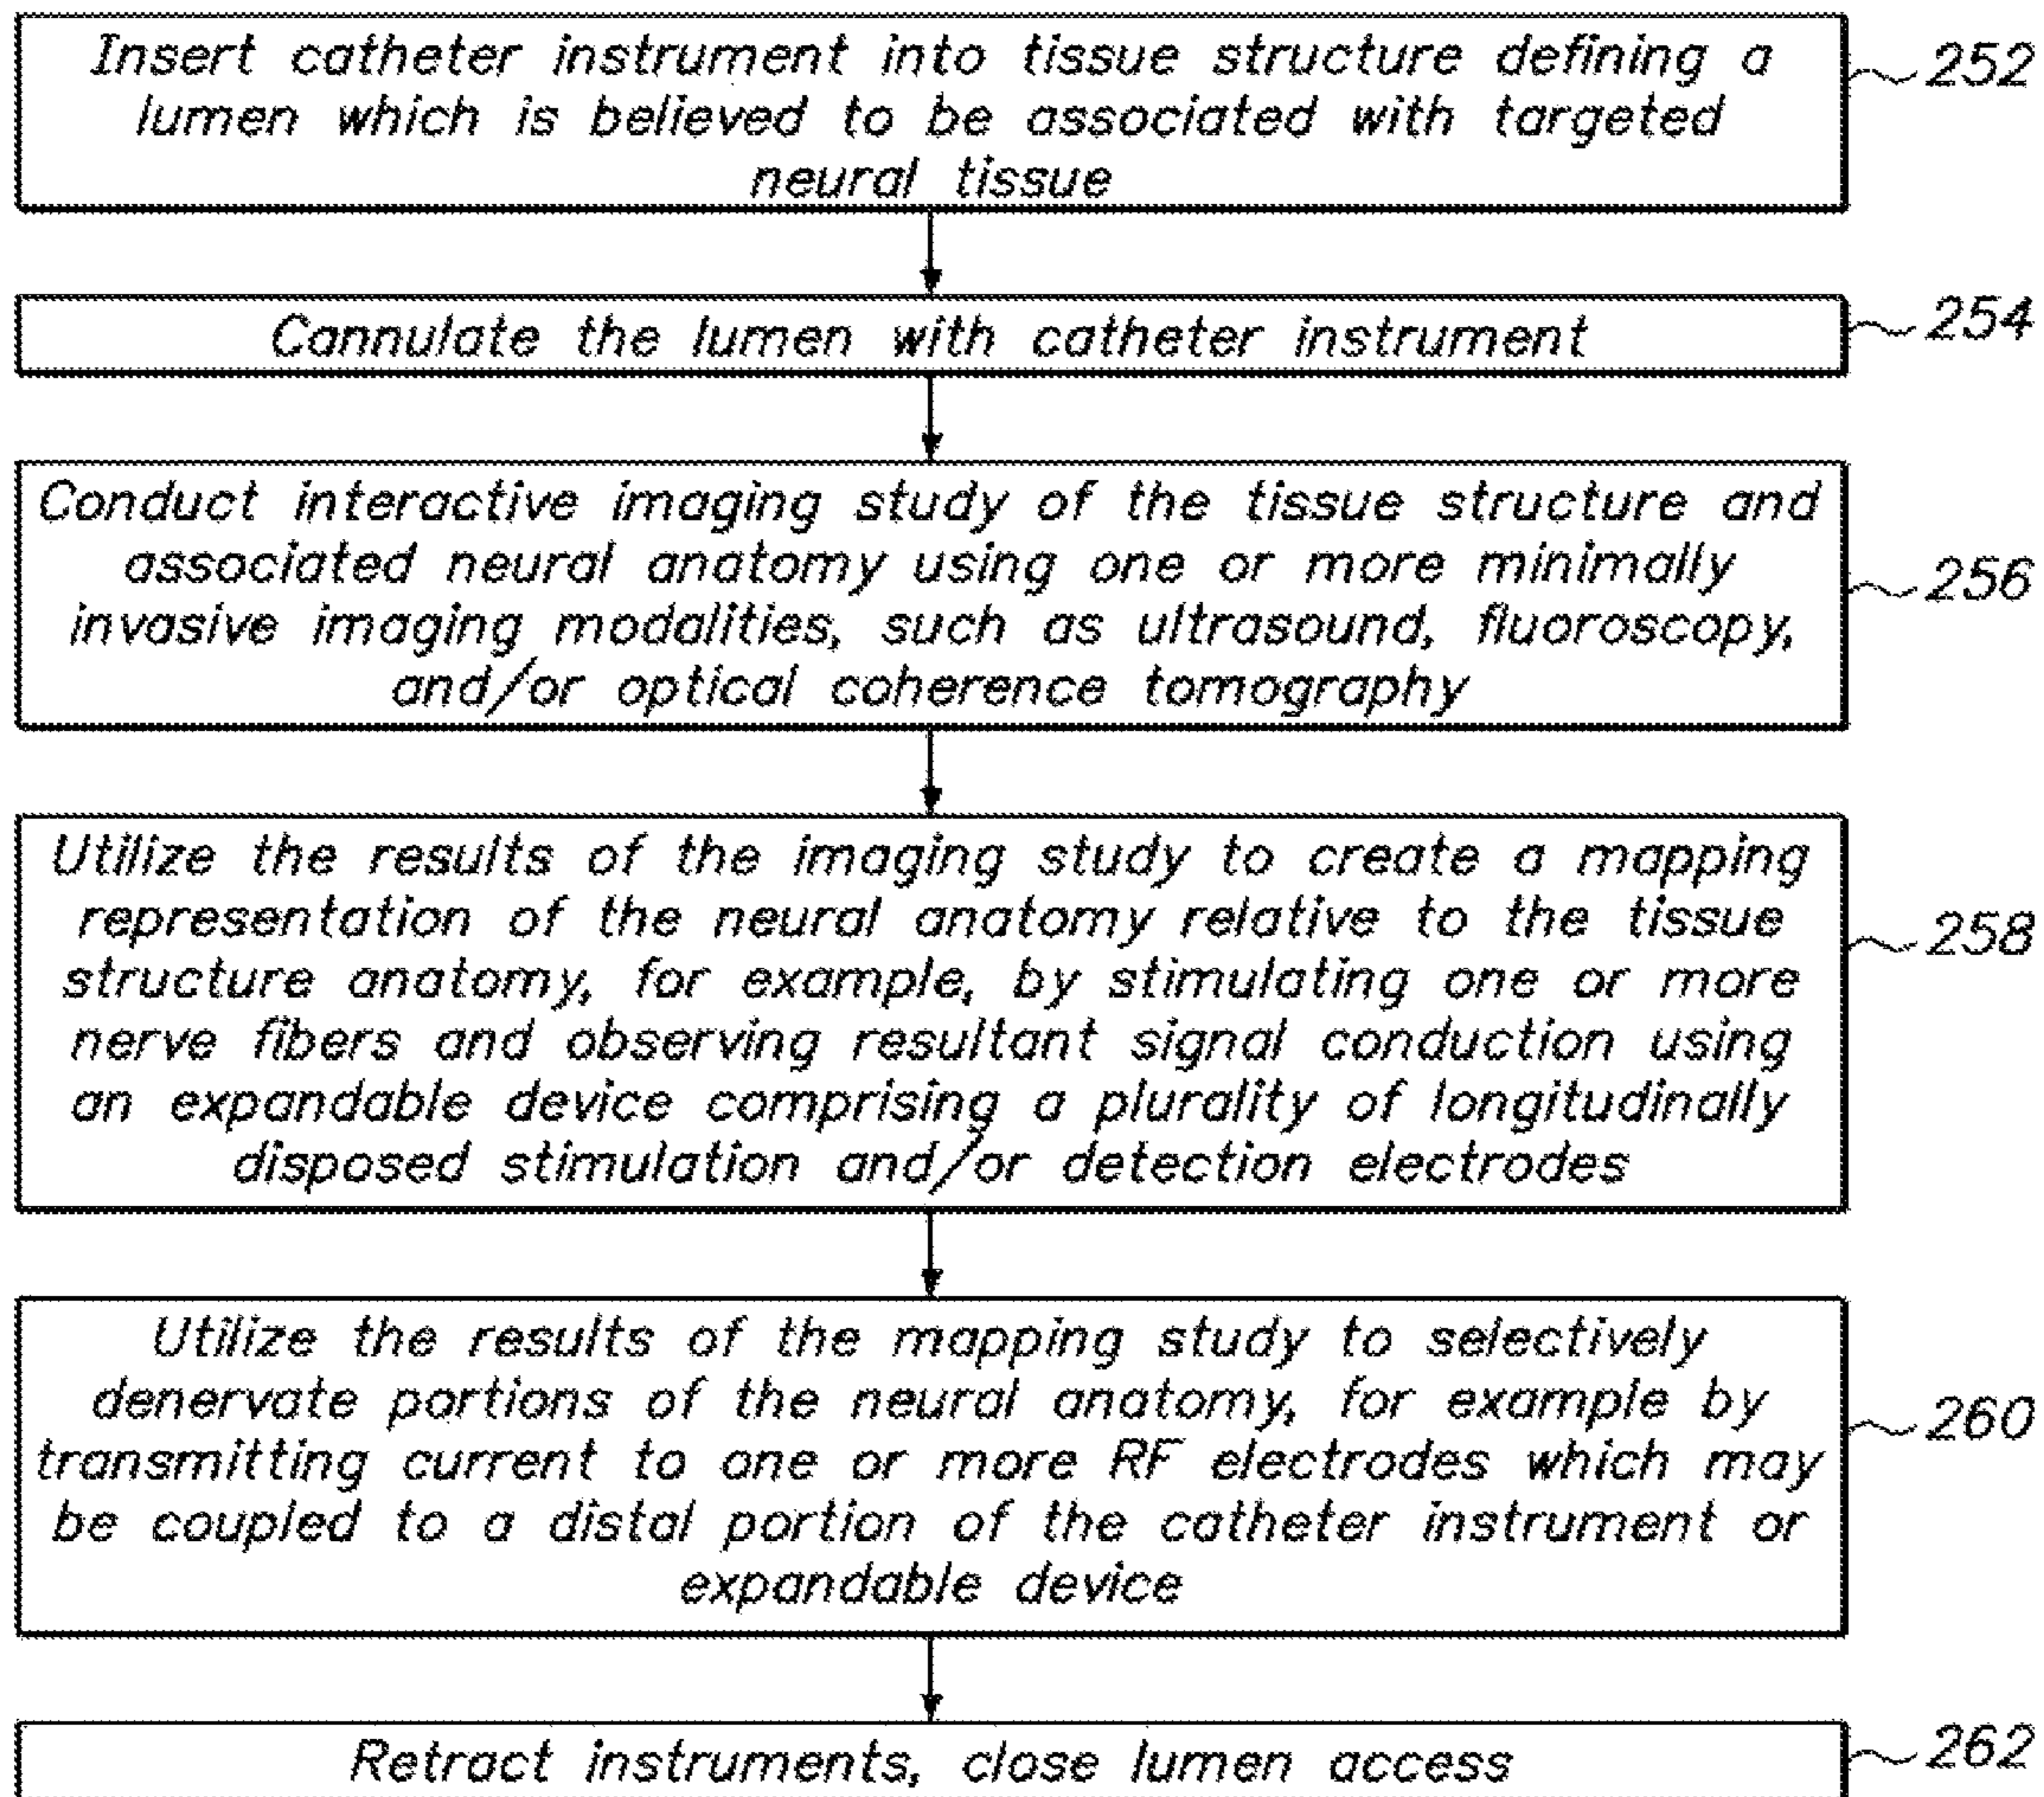 Insert catheter instrument into tissue structure defining a
lumen which is believed to be associated with targeted
neural tissue
252
Cannulate the lumen with catheter instrument
254
Conduct interactive imaging study of the tissue structure and
associated neural anatomy using one or more minimally
invasive imaging modalities, such as ultrasound, fluoroscopy,
and/or optical coherence tomography
256
Utilize the results of the imaging study to create a mapping
representation of the neural anatomy relative to the tissue
structure anatomy, for example, by stimulating one or more
nerve fibers and observing resultant signal conduction using
an expandable device comprising a plurality of longitudinally
disposed stimulation and/or detection electrodes
258
Utilize the results of the mapping study to selectively
denervate portions of the neural anatomy, for example by
transmitting current to one or more RF electrodes which may
be coupled to a distal portion of the catheter instrument or
expandable device
260
Retract instruments, close lumen access
262